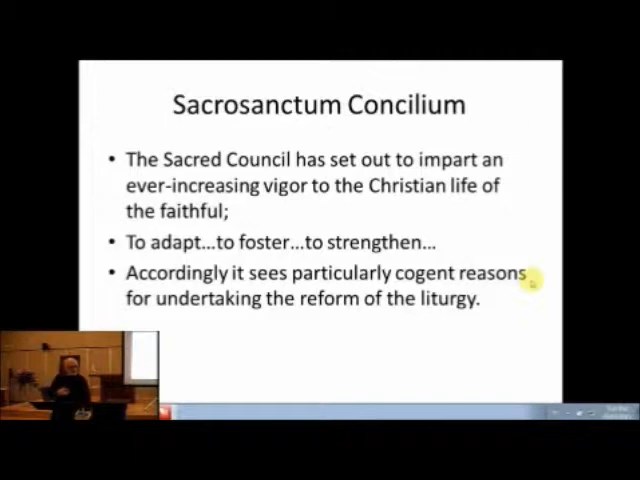 Sacrosanctum Concilium
• The Sacred Council has set out to impart an
ever-increasing vigor to the Christian life of
the faithful;
• To adapt…to foster…to strengthen…
• Accordingly it sees particularly cogent reasons
for undertaking the reform of the liturgy.